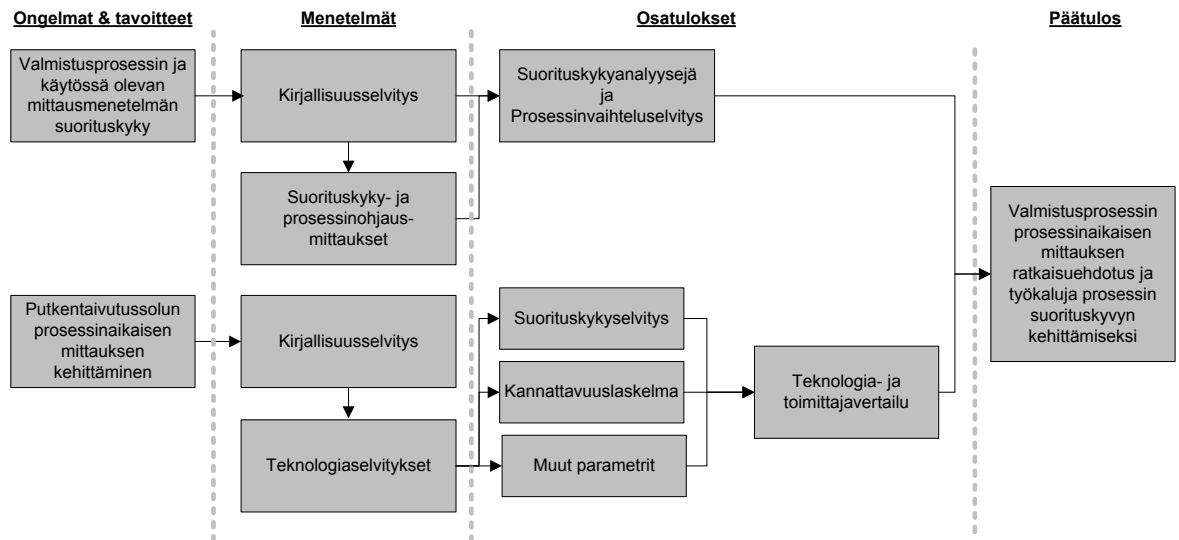 Ongelmat & tavoitteet
Menetelmät
Osatulokset
Päätulos
Valmistusprosessin ja
käytössä olevan
mittausmenetelmän
suorituskyky
Kirjallisuusselvitys
Suorituskykyanalyysejä
ja
Prosessinvaihteluselvitys
Suorituskyky- ja
prosessinohjaus-
mittaukset
Valmistusprosessin
prosessinaikaisen
mittauksen
ratkaisuehdotus ja
työkaluja prosessin
suorituskyvyn
kehittämiseksi
Putkentaivutussolun
prosessinaikaisen
mittauksen
kehittäminen
Kirjallisuusselvitys
Suorituskykyselvitys
Kannattavuuslaskelma
Teknologia- ja
toimittajavertailu
Teknologiaselvitykset
Muut parametrit